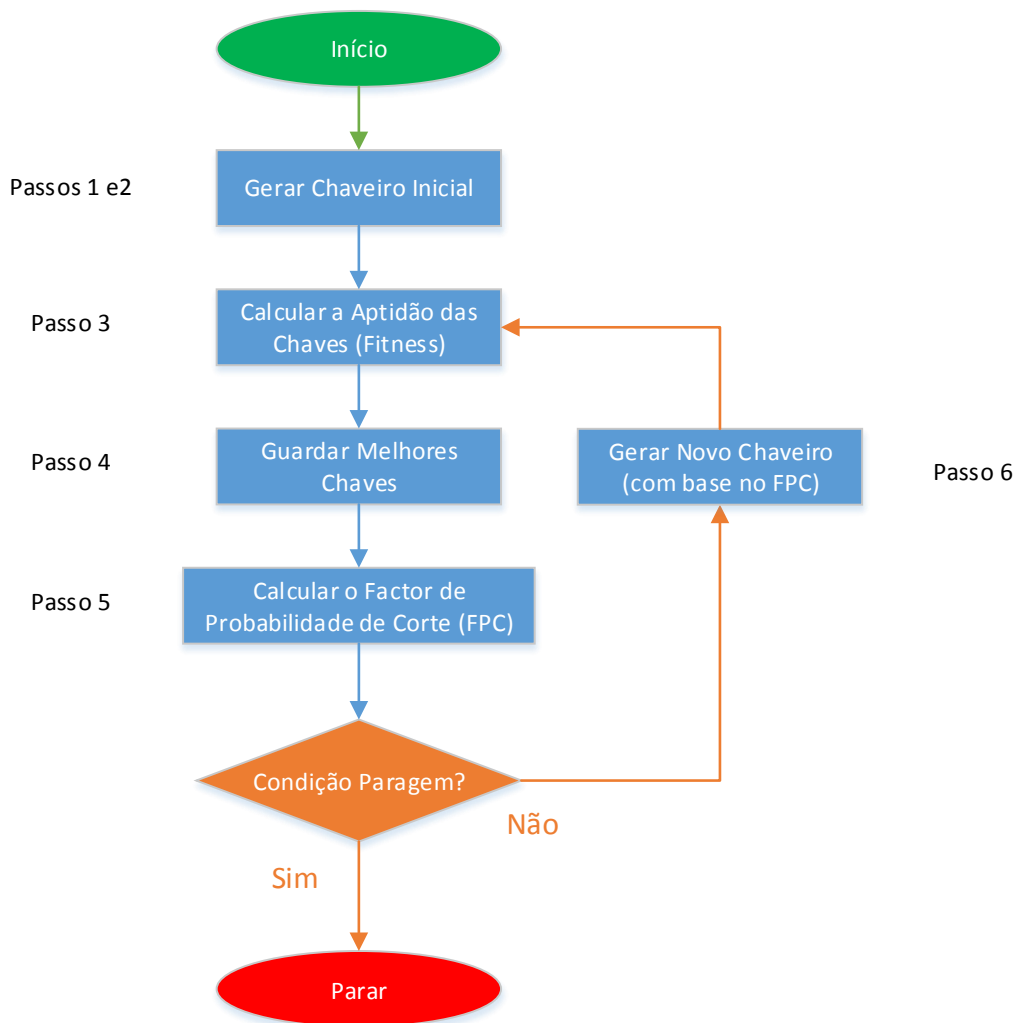 Início
Passos 1 e2
Gerar Chaveiro Inicial
Passo 3
Calcular a Aptidão das
Chaves (Fitness)
Passo 4
Guardar Melhores
Chaves
Gerar Novo Chaveiro
(com base no FPC)
Passo 6
Passo 5
Calcular o Factor de
Probabilidade de Corte (FPC)
Condição Paragem?
Não
Sim
Parar